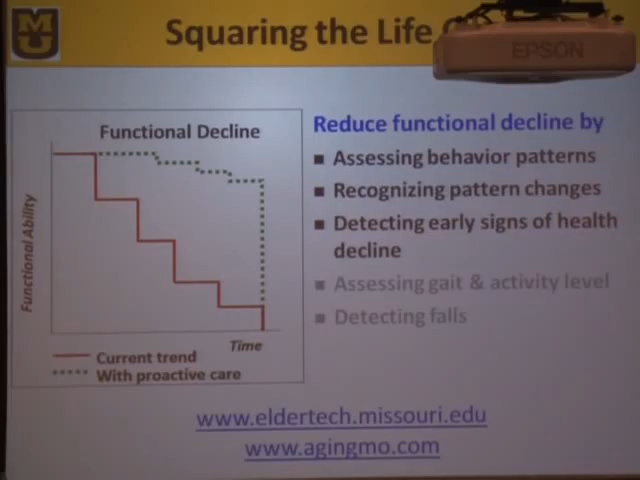 MU
Squaring the Life
EPSON
Functional Decline
Functional Ability
Time
Current trend
With proactive care
Reduce functional decline by
Assessing behavior patterns
Recognizing pattern changes
Detecting early signs of health
decline
Assessing gait & activity level
Detecting falls
www.eldertech.missouri.edu
www.agingmo.com